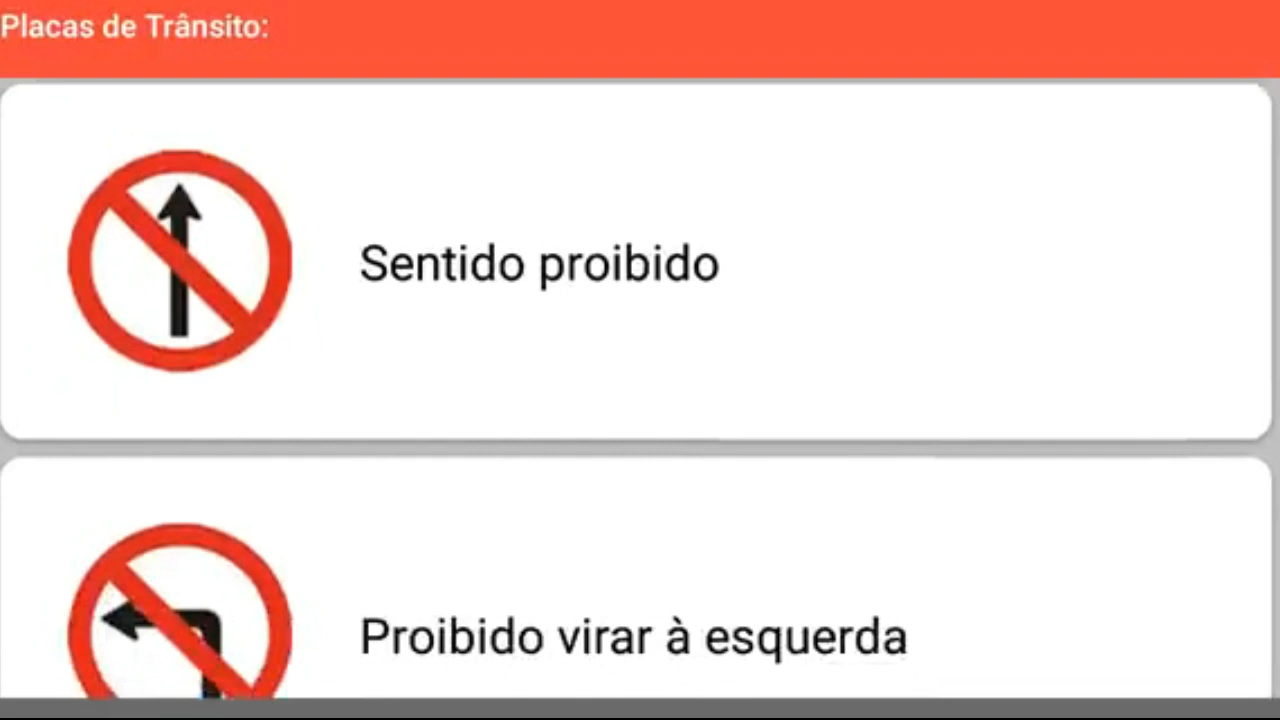 Placas de Trânsito:
Sentido proibido
Proibido virar à esquerda